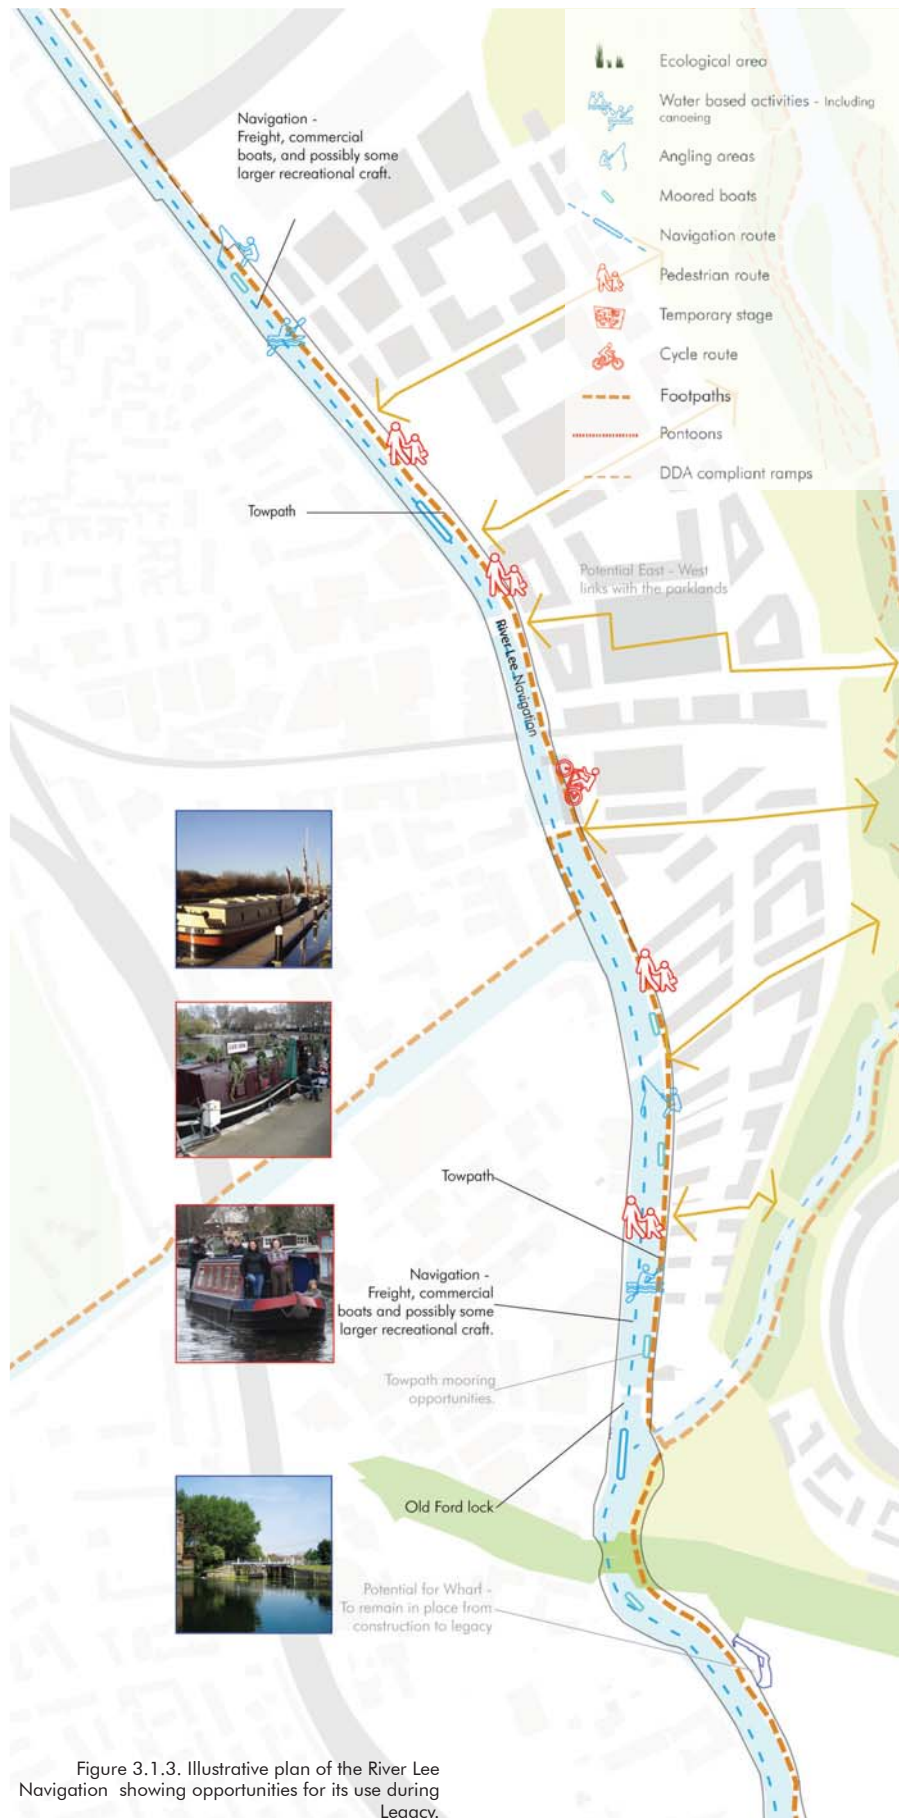 Navigation -
Freight, commercial
boats, and possibly some
larger recreational craft.
Ecological area
Water based activities - Including
canoeing
Angling areas
Moored boats
Navigation route
Pedestrian route
Temporary stage
Cycle route
Footpaths
Pontoons
DDA compliant ramps
Towpath
Potential East - West
links with the parklands
River Lee Navigation
Towpath
Navigation -
Freight, commercial
boats and possibly some
larger recreational craft.
Towpath mooring
opportunities.
Old Ford lock
Potential for Wharf -
To remain in place from
construction to legacy
Figure 3.1.3. Illustrative plan of the River Lee
Navigation showing opportunities for its use during
Legacy.